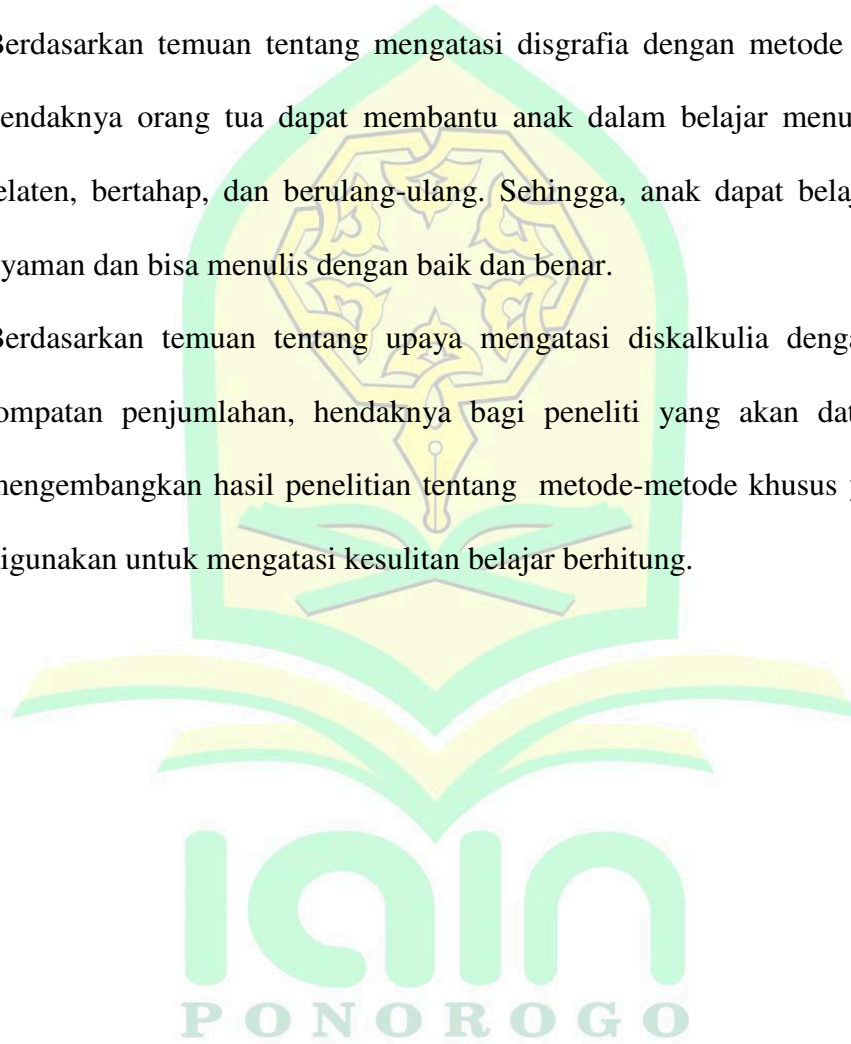 Berdasarkan temuan tentang mengatasi disgrafia dengan metode
endaknya orang tua dapat membantu anak dalam belajar menu
elaten, bertahap, dan berulang-ulang. Sehingga, anak dapat belaj
yaman dan bisa menulis dengan baik dan benar.
Berdasarkan temuan tentang upaya mengatasi diskalkulia denga
ompatan penjumlahan, hendaknya bagi peneliti yang akan dat
mengembangkan hasil penelitian tentang metode-metode khusus y
igunakan untuk mengatasi kesulitan belajar berhitung.
iain
PONOROGO